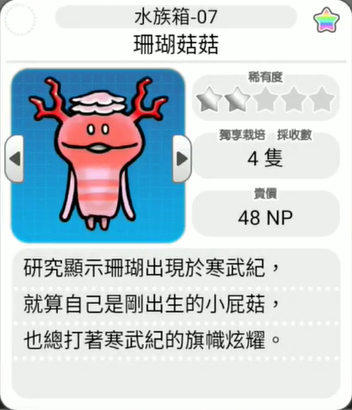 水族箱-07
珊瑚菇菇
稀有度
獨享栽培 採收數
4 隻
賣價
48 NP
研究顯示珊瑚出現於寒武紀，
就算自己是剛出生的小屁菇，
也總打著寒武紀的旗幟炫耀。